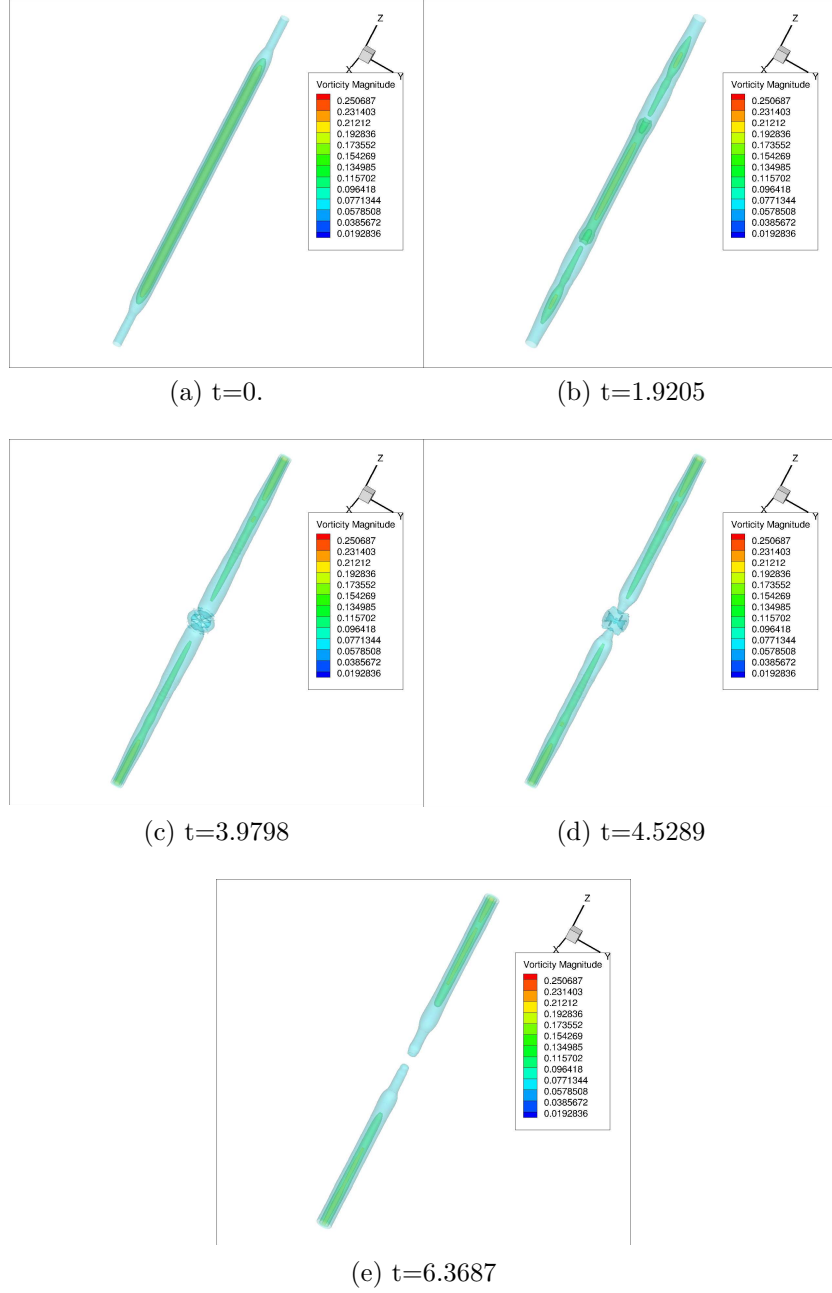 Z
X
Y
Vorticity Magnitude
0.250687
0.231403
0.21212
0.192836
0.173552
0.154269
0.134985
0.115702
0.096418
0.0771344
0.0578508
0.0385672
0.0192836
Z
X
Y
Vorticity Magnitude
0.250687
0.231403
0.21212
0.192836
0.173552
0.154269
0.134985
0.115702
0.096418
0.0771344
0.0578508
0.0385672
0.0192836
(a) t=0.
(b) t=1.9205
Z
X
Y
Vorticity Magnitude
0.250687
0.231403
0.21212
0.192836
0.173552
0.154269
0.134985
0.115702
0.096418
0.0771344
0.0578508
0.0385672
0.0192836
Z
X
Y
Vorticity Magnitude
0.250687
0.231403
0.21212
0.192836
0.173552
0.154269
0.134985
0.115702
0.096418
0.0771344
0.0578508
0.0385672
0.0192836
(c) t=3.9798
(d) t=4.5289
Z
X
Y
Vorticity Magnitude
0.250687
0.231403
0.21212
0.192836
0.173552
0.154269
0.134985
0.115702
0.096418
0.0771344
0.0578508
0.0385672
0.0192836
(e) t=6.3687